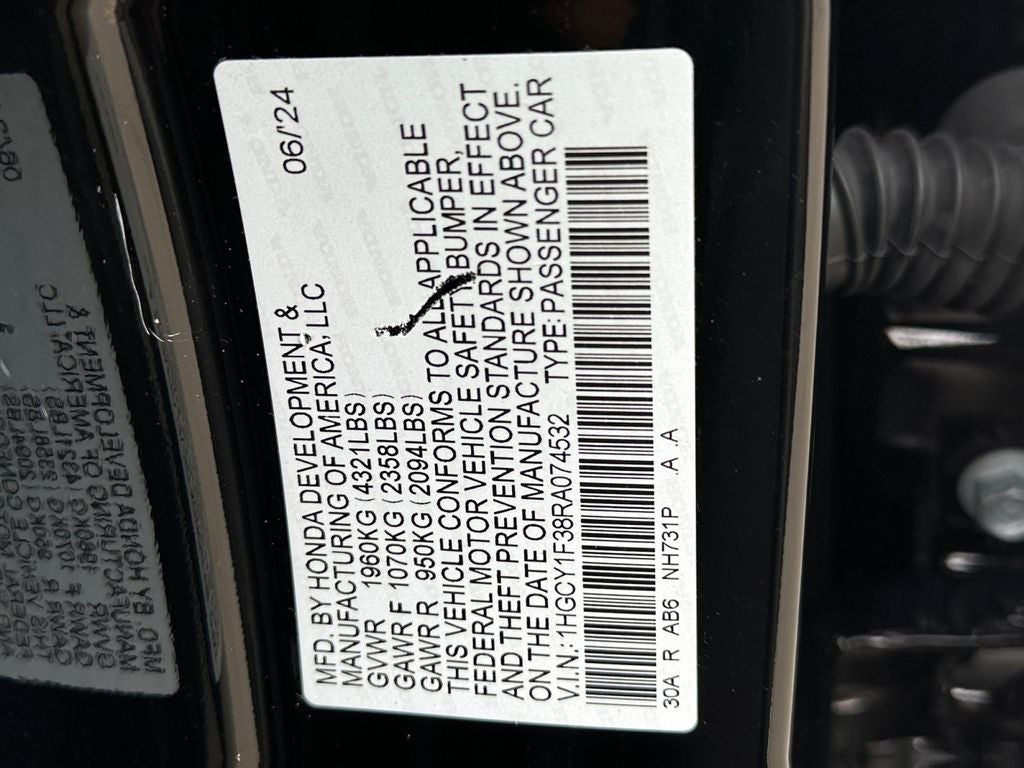 MFD. BY HONDA DEVELOPMENT &
MANUFACTURING OF AMERICA, LLC 06/'24
GVWR 1960KG (4321LBS)
GAWR F 1070KG (2358LBS)
GAWR R 950KG (2094LBS)
THIS VEHICLE CONFORMS TO ALL APPLICABLE
FEDERAL MOTOR VEHICLE SAFETY, BUMPER,
AND THEFT PREVENTION STANDARDS IN EFFECT
ON THE DATE OF MANUFACTURE SHOWN ABOVE.
V.I.N.: 1HGCY1F38RA074532 TYPE:PASSENGER CAR
30A R AB6 NH731P .A .A